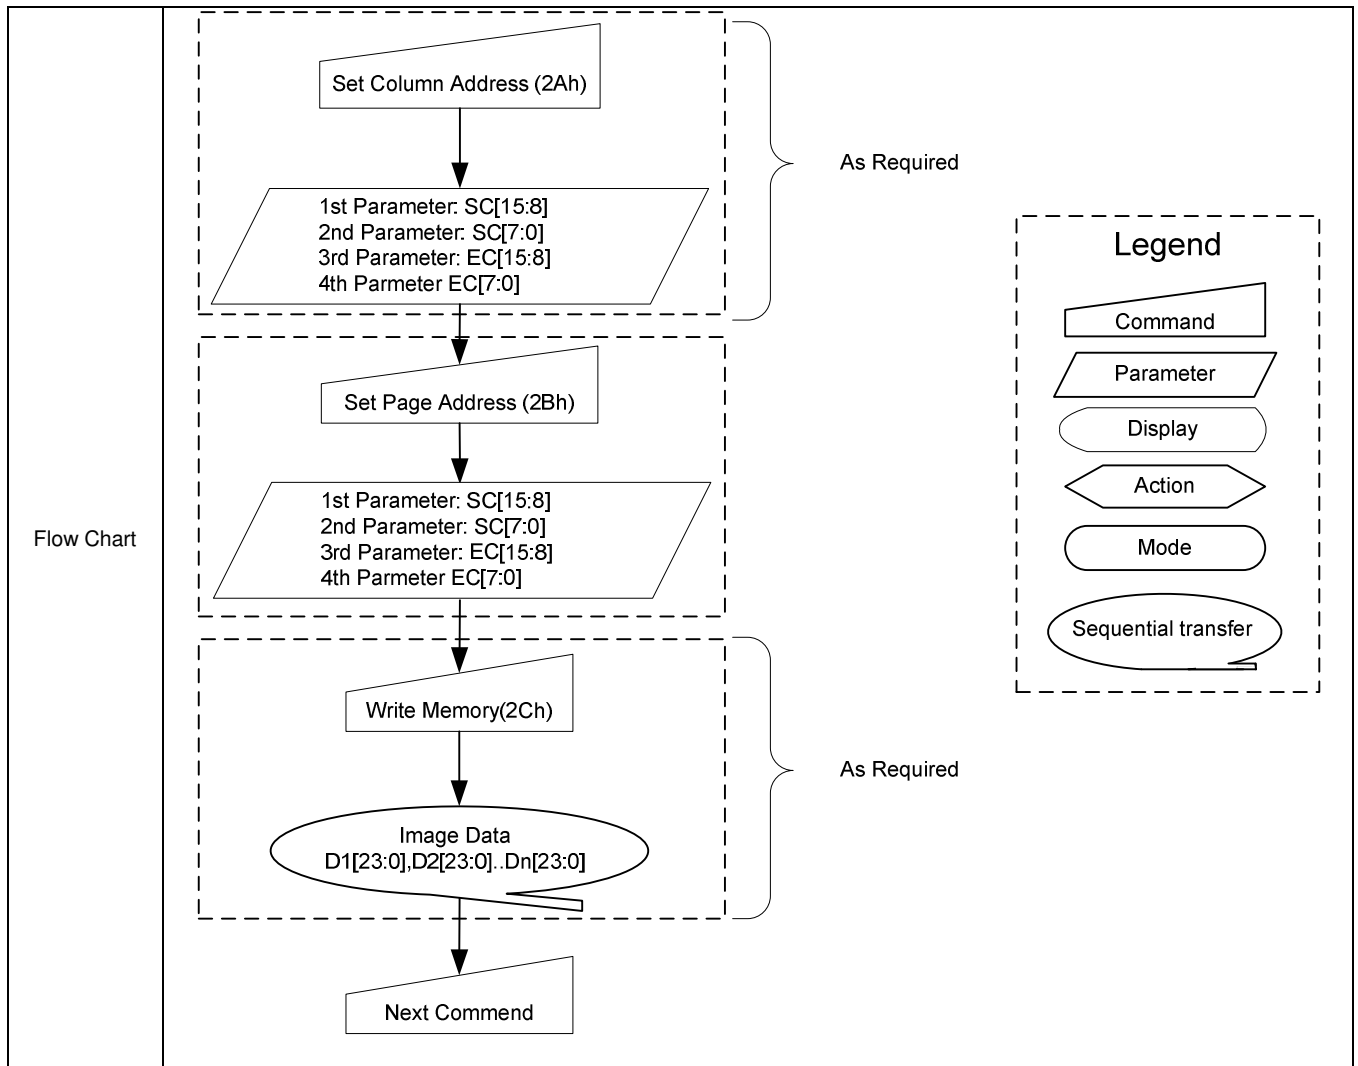 Flow Chart
Set Column Address (2Ah)
1st Parameter: SC[15:8]
2nd Parameter: SC[7:0]
3rd Parameter: EC[15:8]
4th Parmeter EC[7:0]
As Required
Set Page Address (2Bh)
1st Parameter: SC[15:8]
2nd Parameter: SC[7:0]
3rd Parameter: EC[15:8]
4th Parmeter EC[7:0]
Write Memory(2Ch)
Image Data
D1[23:0],D2[23:0]..Dn[23:0]
As Required
Next Commend
Legend
Command
Parameter
Display
Action
Mode
Sequential transfer